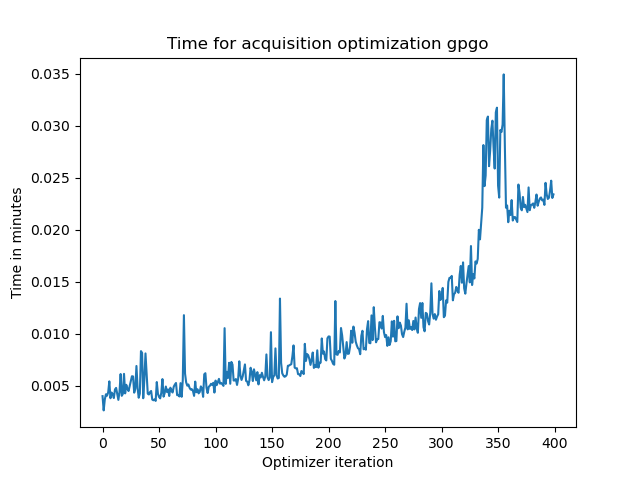 Time for acquisition optimization gpgo
0.035
0.030
0.025
0.020
0.015
0.010
0.005
Time in minutes
0 50 100 150 200 250 300 350 400
Optimizer iteration